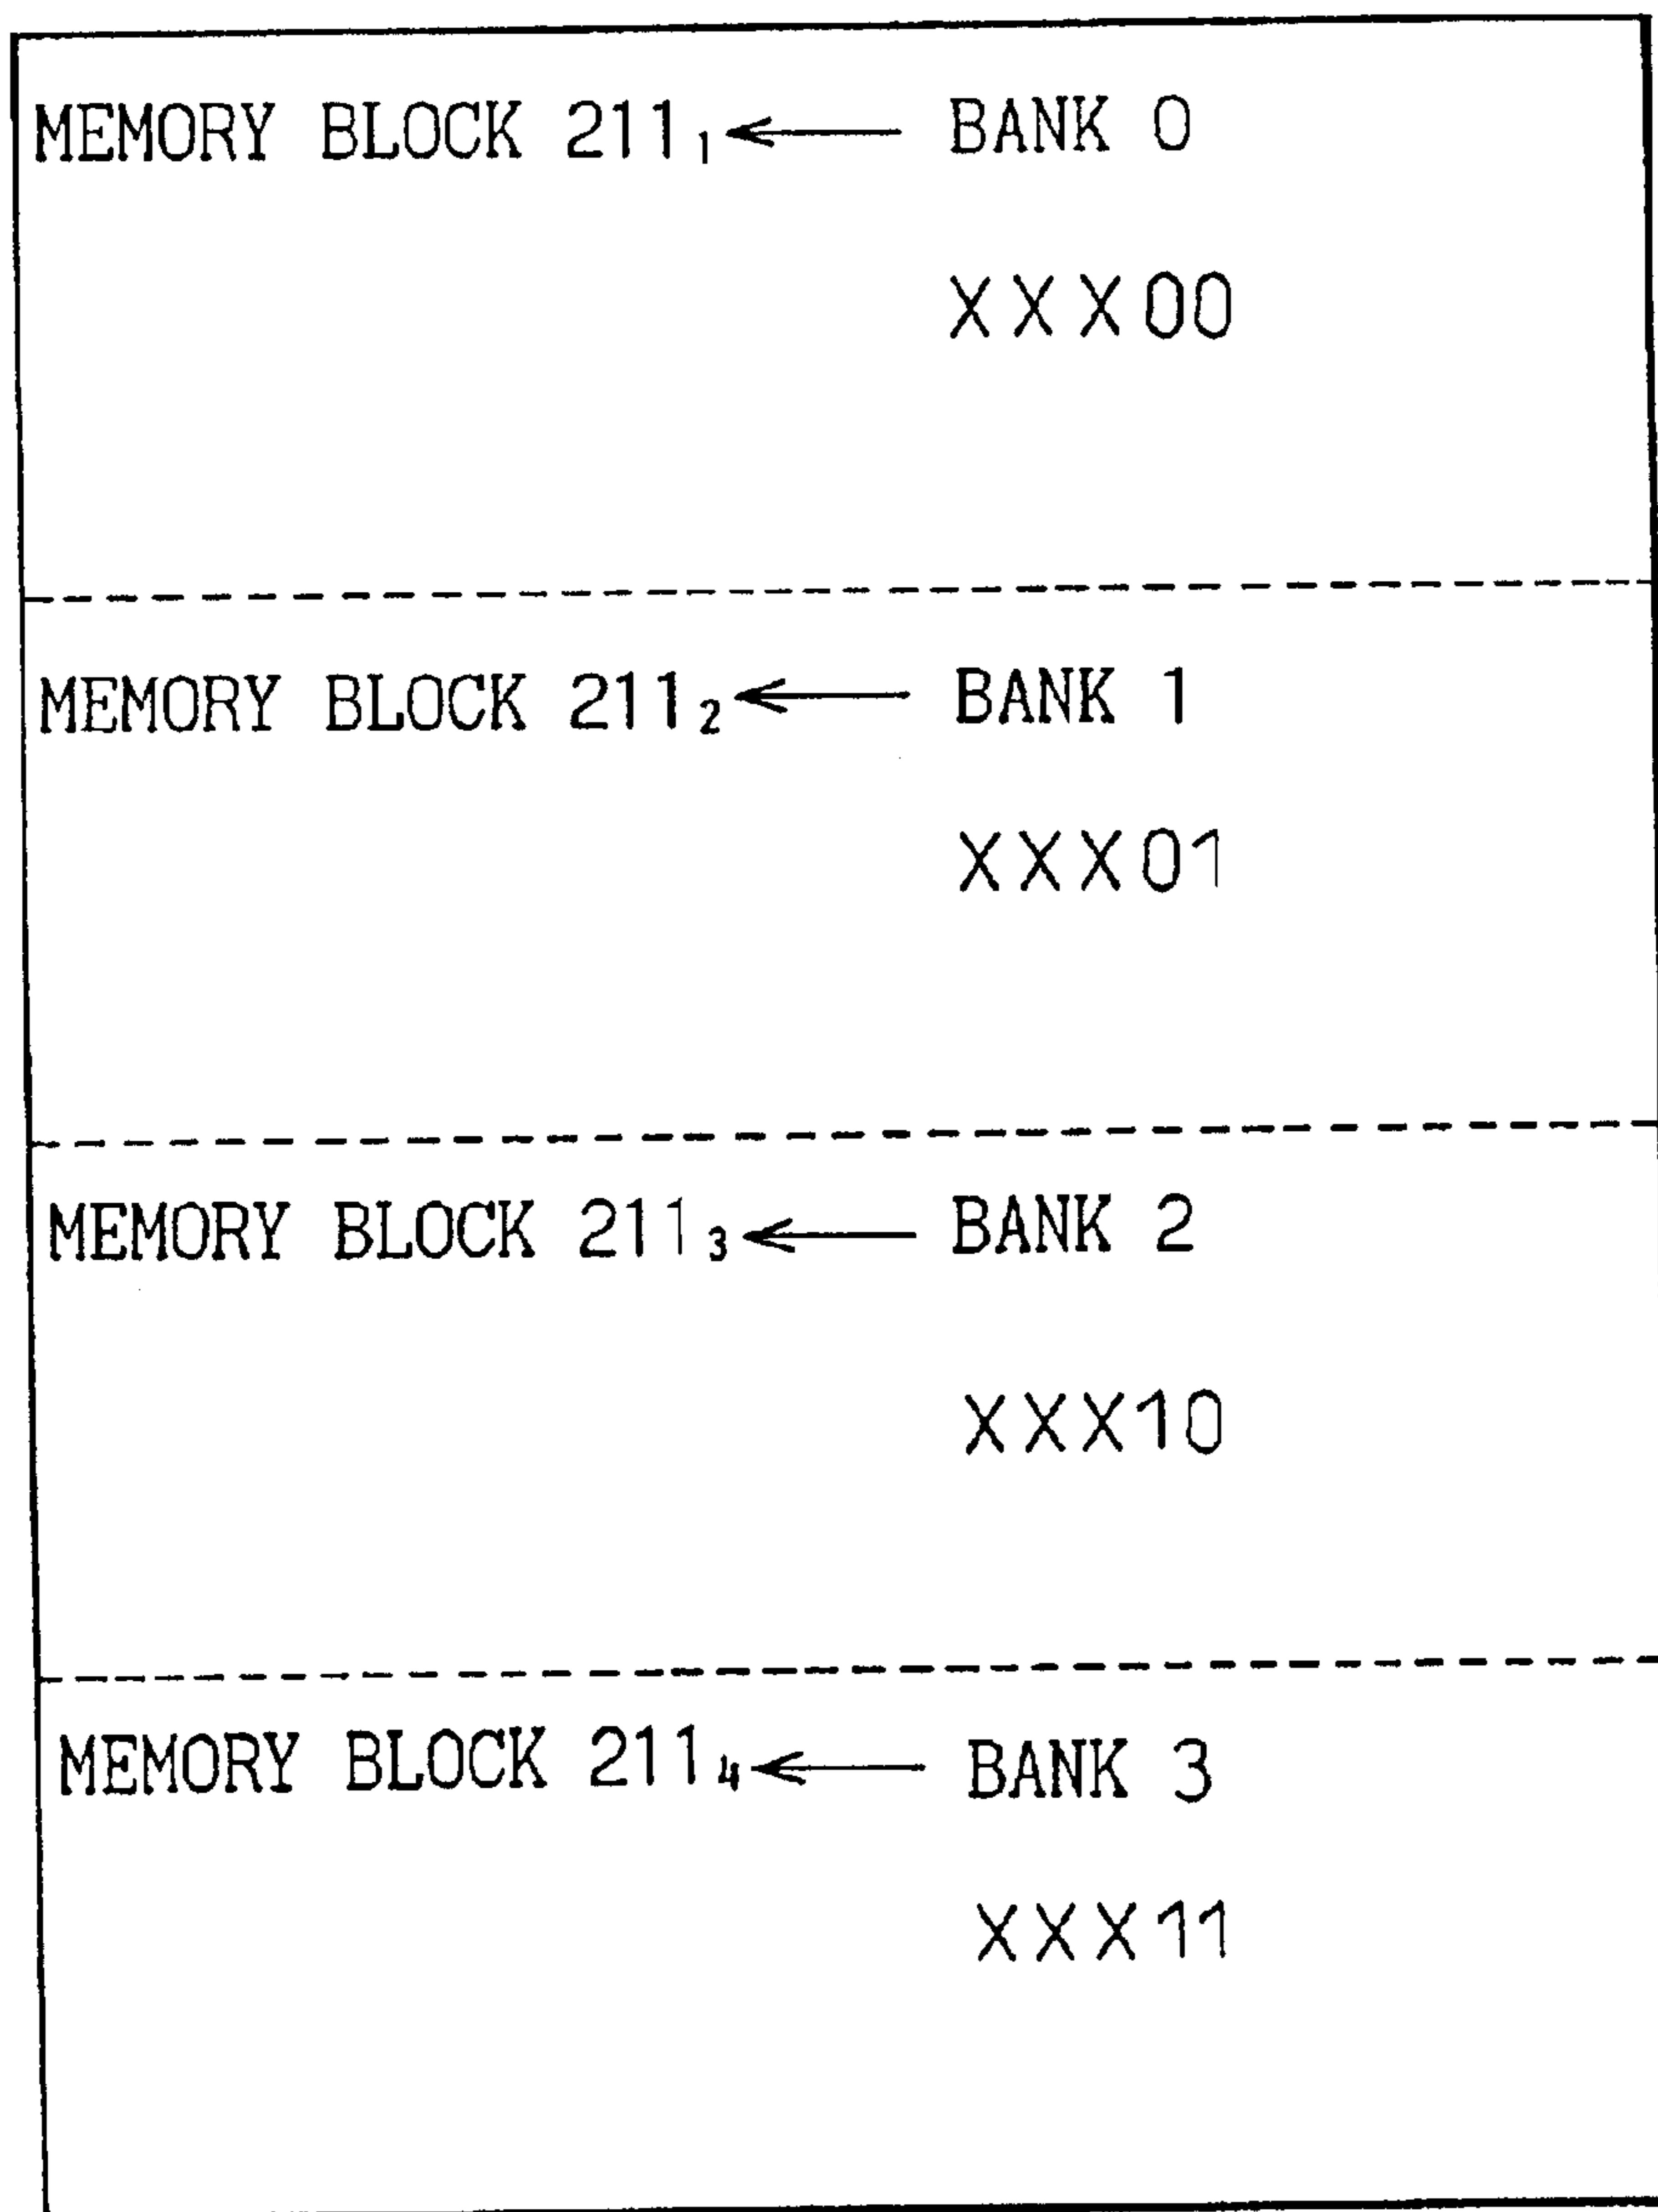 MEMORY BLOCK 211₁ ← BANK 0
XXX00
MEMORY BLOCK 211₂ ← BANK 1
XXX01
MEMORY BLOCK 211₃ ← BANK 2
XXX10
MEMORY BLOCK 211₄ ← BANK 3
XXX11